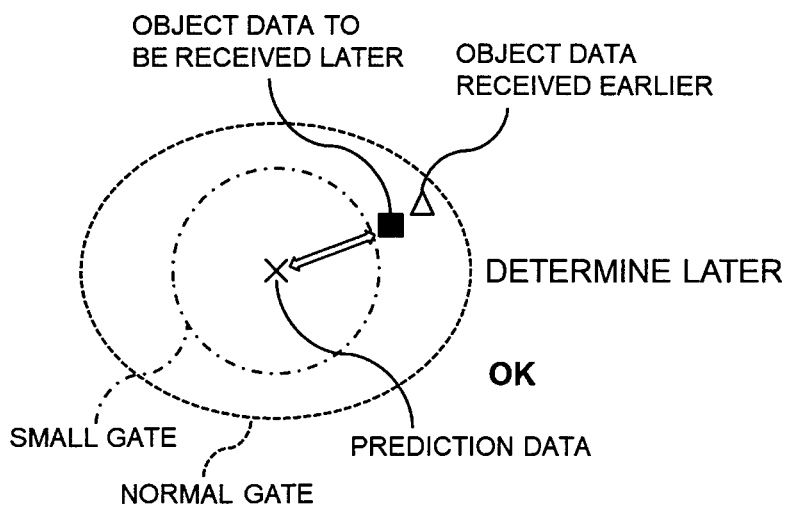 OBJECT DATA TO
BE RECEIVED LATER
OBJECT DATA
RECEIVED EARLIER
DETERMINE LATER
OK
SMALL GATE
PREDICTION DATA
NORMAL GATE